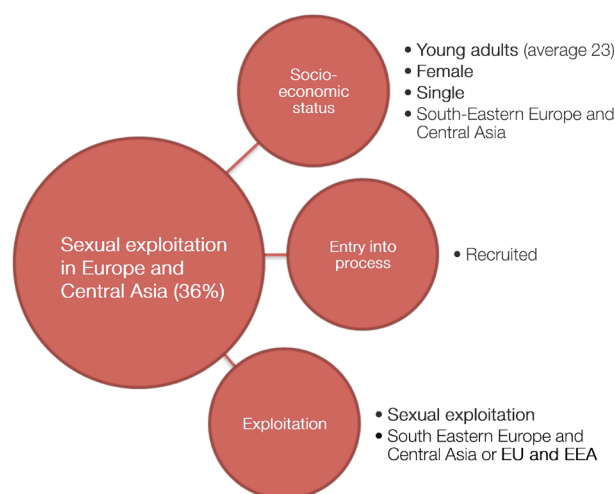 Socio-
economic
status
• Young adults (average 23)
• Female
• Single
• South-Eastern Europe and
Central Asia
Sexual exploitation
in Europe and
Central Asia (36%)
Entry into
process
• Recruited
Exploitation
• Sexual exploitation
• South Eastern Europe and
Central Asia or EU and EEA